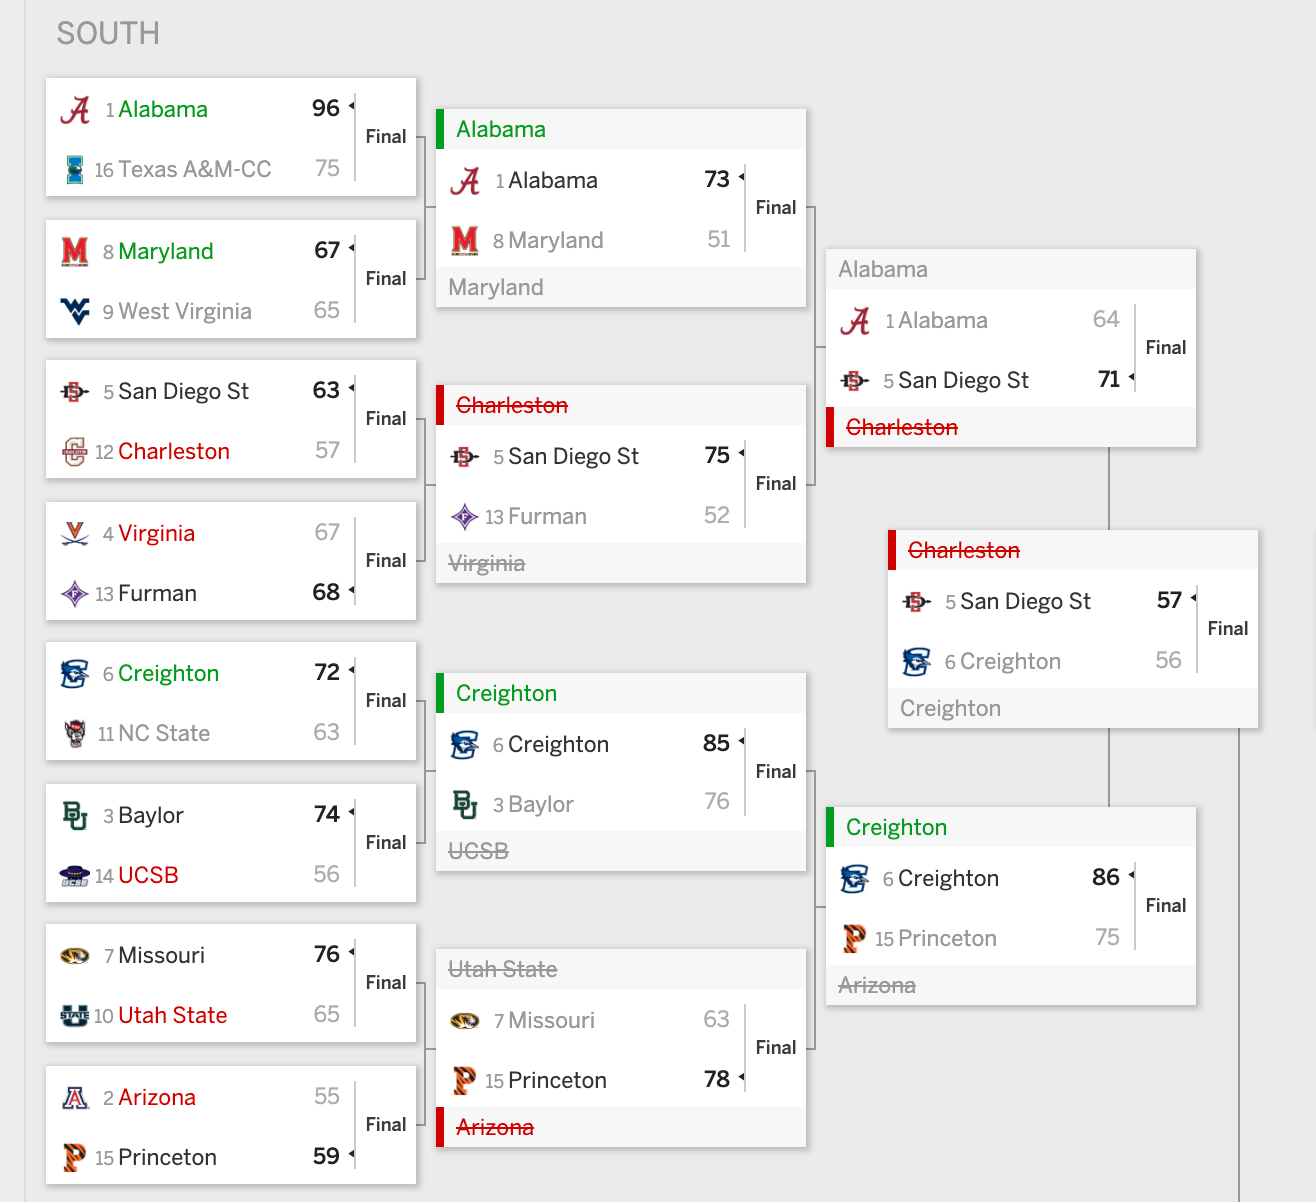 SOUTH
1 Alabama 96
Final
16 Texas A&M-CC 75
8 Maryland 67
Final
9 West Virginia 65
5 San Diego St 63
Final
12 Charleston 57
4 Virginia 67
Final
13 Furman 68
6 Creighton 72
Final
11 NC State 63
3 Baylor 74
Final
14 UCSB 56
7 Missouri 76
Final
10 Utah State 65
2 Arizona 55
Final
15 Princeton 59
Alabama
1 Alabama 73
Final
8 Maryland 51
Maryland
Charleston
5 San Diego St 75
Final
13 Furman 52
Virginia
Creighton
6 Creighton 85
Final
3 Baylor 76
UCSB
Utah State
7 Missouri 63
Final
15 Princeton 78
Arizona
Alabama
1 Alabama 64
Final
5 San Diego St 71
Charleston
Creighton
6 Creighton 86
Final
15 Princeton 75
Arizona
Charleston
5 San Diego St 57
Final
6 Creighton 56
Creighton